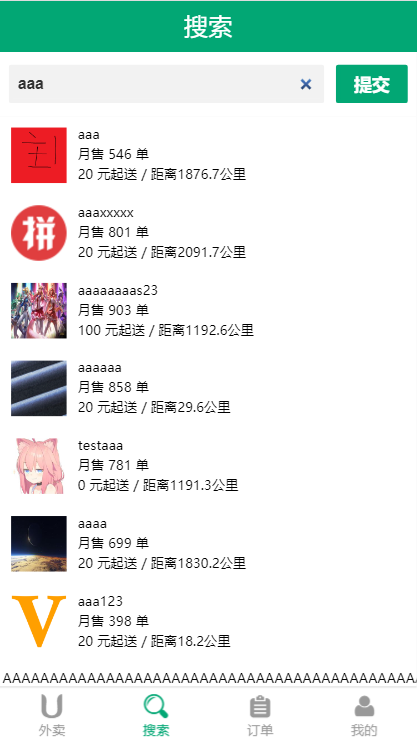 搜索
aaa
提交
aaa
月售 546 单
20 元起送 / 距离1876.7公里
拼
aaaxxxxx
月售 801 单
20 元起送 / 距离2091.7公里
aaaaaaaas23
月售 903 单
100 元起送 / 距离1192.6公里
aaaaaa
月售 858 单
20 元起送 / 距离29.6公里
testaaa
月售 781 单
0 元起送 / 距离1191.3公里
aaaa
月售 699 单
20 元起送 / 距离1830.2公里
V
aaa123
月售 398 单
20 元起送 / 距离18.2公里
外卖
搜索
订单
我的